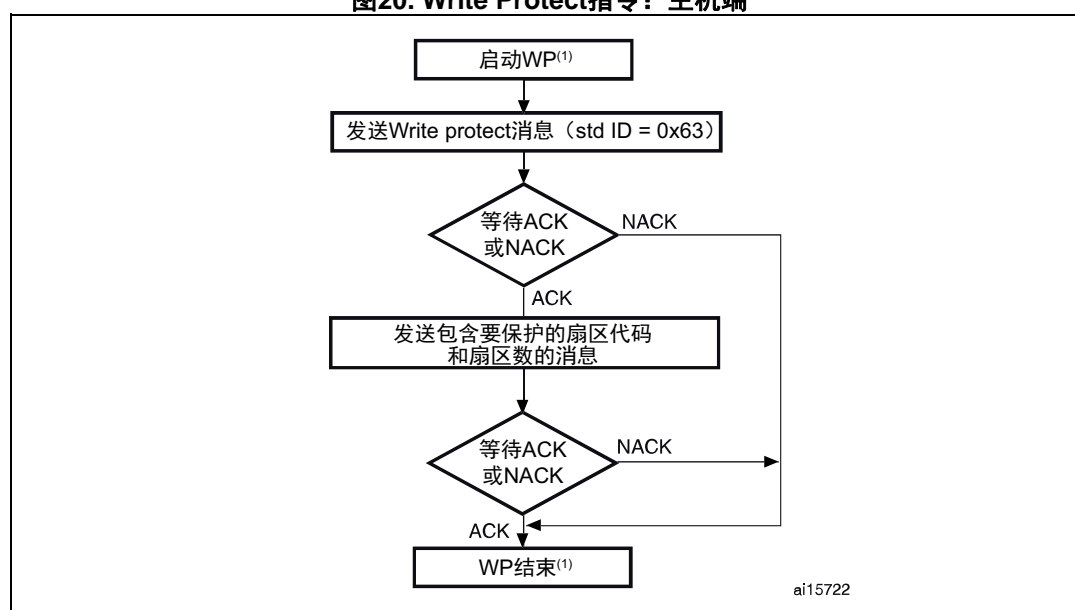 图20. Write Protect指令：主机端
启动WP(1)
发送Write protect消息（std ID = 0x63）
等待ACK
或NACK
NACK
ACK
发送包含要保护的扇区代码
和扇区数的消息
等待ACK
或NACK
NACK
ACK
WP结束(1)
ai15722